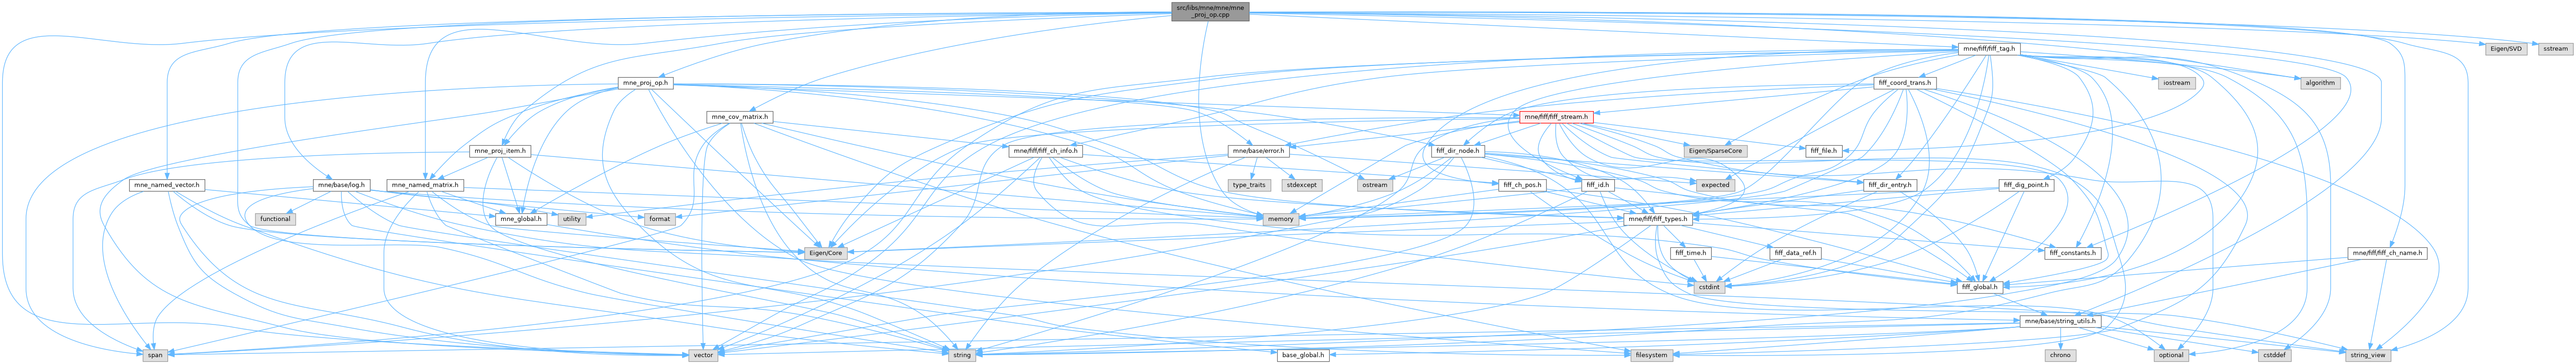 src/libs/mne/mne/mne
_proj_op.cpp
mne/fiff/fiff_tag.h
Eigen/SVD
sstream
mne_proj_op.h
fiff_coord_trans.h
iostream
algorithm
mne_cov_matrix.h
mne/fiff/fiff_stream.h
mne_proj_item.h
mne/fiff/fiff_ch_info.h
mne/base/error.h
fiff_dir_node.h
Eigen/SparseCore
fiff_file.h
mne_named_vector.h
mne/base/log.h
mne_named_matrix.h
type_traits
stdexcept
ostream
fiff_ch_pos.h
fiff_id.h
expected
fiff_dir_entry.h
fiff_dig_point.h
functional
mne_global.h
utility
format
memory
mne/fiff/fiff_types.h
Eigen/Core
fiff_time.h
fiff_data_ref.h
fiff_constants.h
mne/fiff/fiff_ch_name.h
cstdint
fiff_global.h
mne/base/string_utils.h
span
vector
string
base_global.h
filesystem
chrono
optional
cstddef
string_view